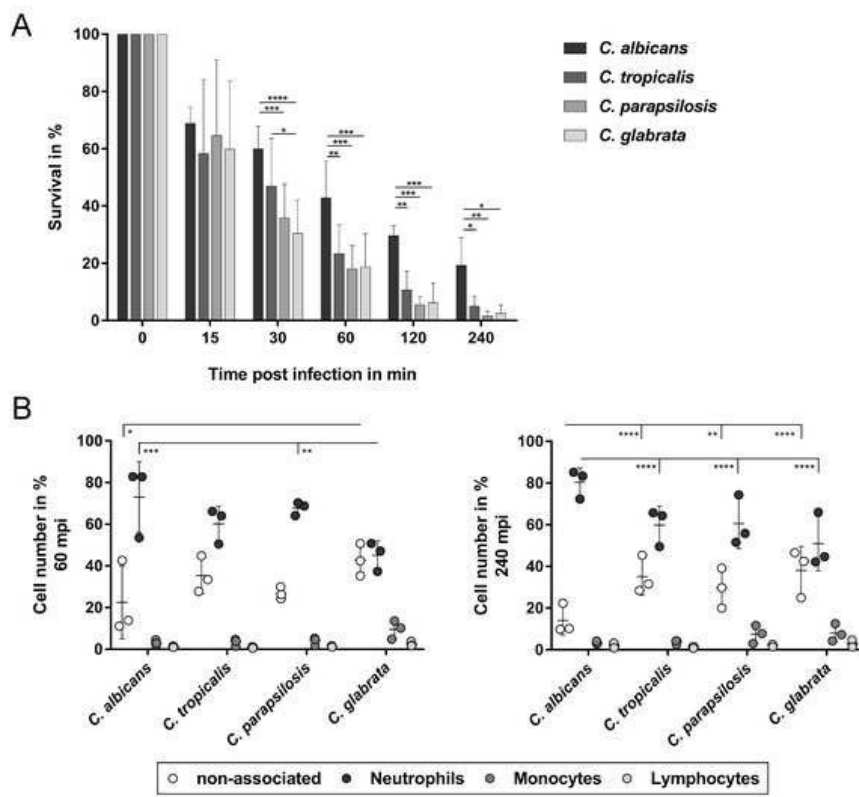 A
Survival in %
100
80
60
40
20
0
0 15 30 60 120 240
Time post infection in min
**** *** *
*** *** **
*** *** **
* ** *
C. albicans
C. tropicalis
C. parapsilosis
C. glabrata
B
Cell number in %
60 mpi
100
80
60
40
20
0
* *** **
C. albicans C. tropicalis C. parapsilosis C. glabrata
Cell number in %
240 mpi
100
80
60
40
20
0
**** ** ****
**** **** ****
C. albicans C. tropicalis C. parapsilosis C. glabrata
non-associated Neutrophils Monocytes Lymphocytes